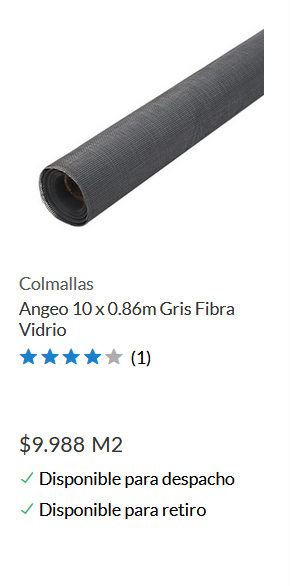 Colmallas
Angeo 10 x 0.86m Gris Fibra
Vidrio
(1)
$9.988 M2
Disponible para despacho
Disponible para retiro